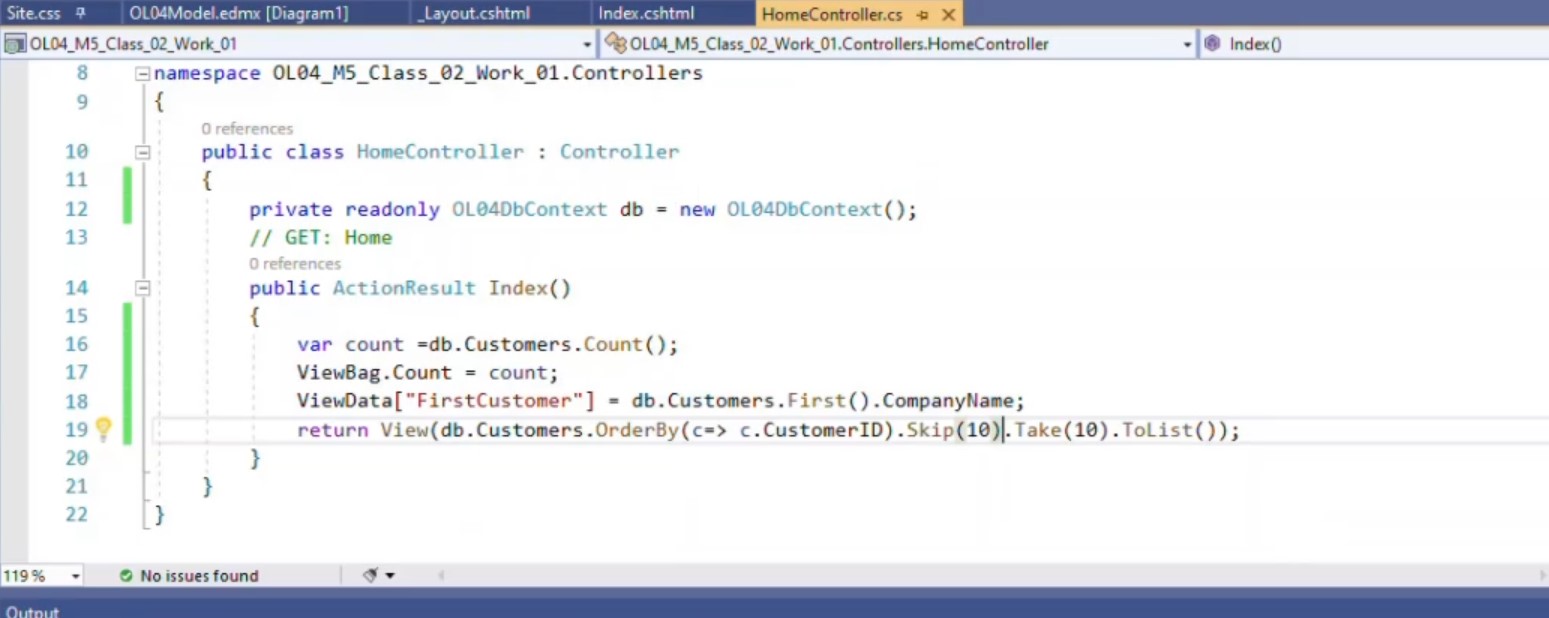 Site.css OL04Model.edmx [Diagram1] _Layout.cshtml Index.cshtml HomeController.cs
OL04_M5_Class_02_Work_01 OL04_M5_Class_02_Work_01.Controllers.HomeController Index()
8 namespace OL04_M5_Class_02_Work_01.Controllers
9 {
0 references
10 public class HomeController : Controller
11 {
12 private readonly OL04DbContext db = new OL04DbContext();
13 // GET: Home
0 references
14 public ActionResult Index()
15 {
16 var count =db.Customers.Count();
17 ViewBag.Count = count;
18 ViewData["FirstCustomer"] = db.Customers.First().CompanyName;
19 return View(db.Customers.OrderBy(c=> c.CustomerID).Skip(10).Take(10).ToList());
20 }
21 }
22 }
119 % No issues found
Output